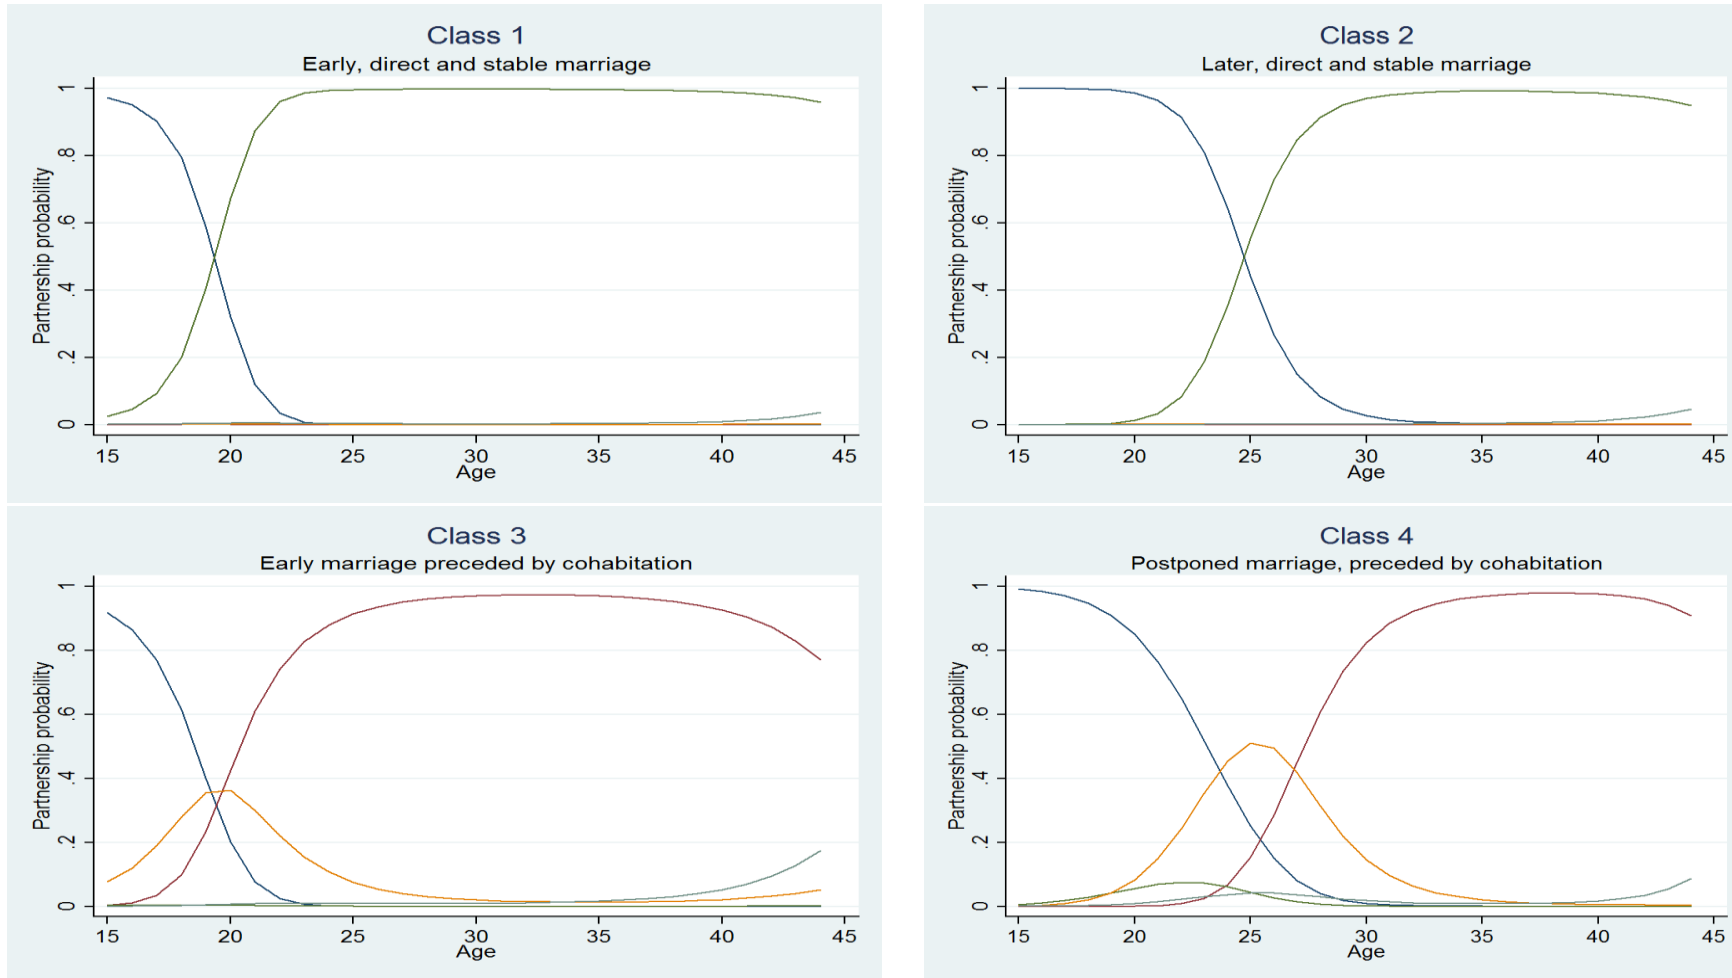 Class 1
Early, direct and stable marriage
Partnership probability
1
.8
.6
.4
.2
0
15 20 25 30 35 40 45
Age
Class 2
Later, direct and stable marriage
Partnership probability
1
.8
.6
.4
.2
0
15 20 25 30 35 40 45
Age
Class 3
Early marriage preceded by cohabitation
Partnership probability
1
.8
.6
.4
.2
0
15 20 25 30 35 40 45
Age
Class 4
Postponed marriage, preceded by cohabitation
Partnership probability
1
.8
.6
.4
.2
0
15 20 25 30 35 40 45
Age